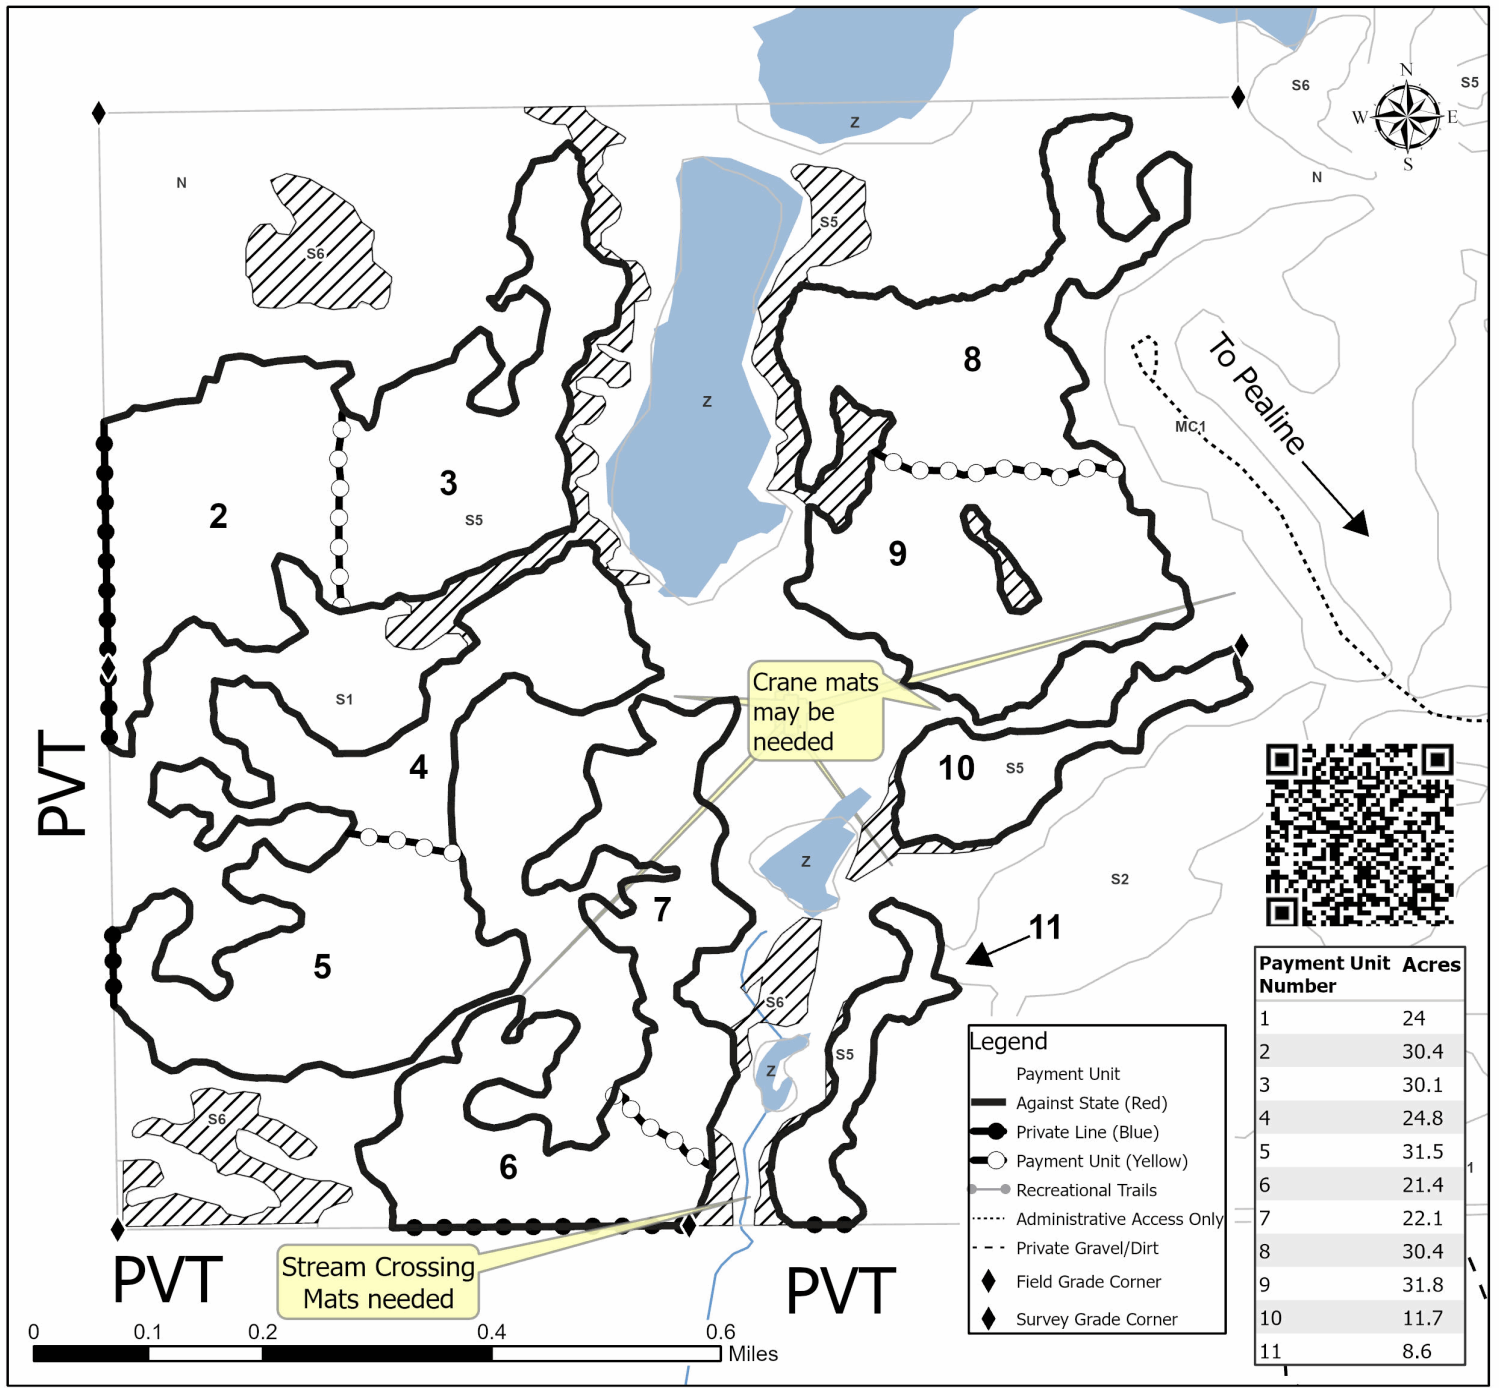 N
S6
S5
W
E
S
Z
N
N
S5
S6
To Pealine
8
Z
MC1
3
2
S5
9
Crane mats
may be
needed
S1
PVT
4
10
S5
Z
S2
7
11
5
Payment Unit
Number
Acres
1 24
2 30.4
3 30.1
4 24.8
5 31.5
6 21.4
7 22.1
8 30.4
9 31.8
10 11.7
11 8.6
S6
S5
Z
S6
6
1
Legend
Payment Unit
Against State (Red)
Private Line (Blue)
Payment Unit (Yellow)
Recreational Trails
Administrative Access Only
Private Gravel/Dirt
Field Grade Corner
Survey Grade Corner
PVT
Stream Crossing
Mats needed
PVT
0 0.1 0.2 0.4 0.6
Miles